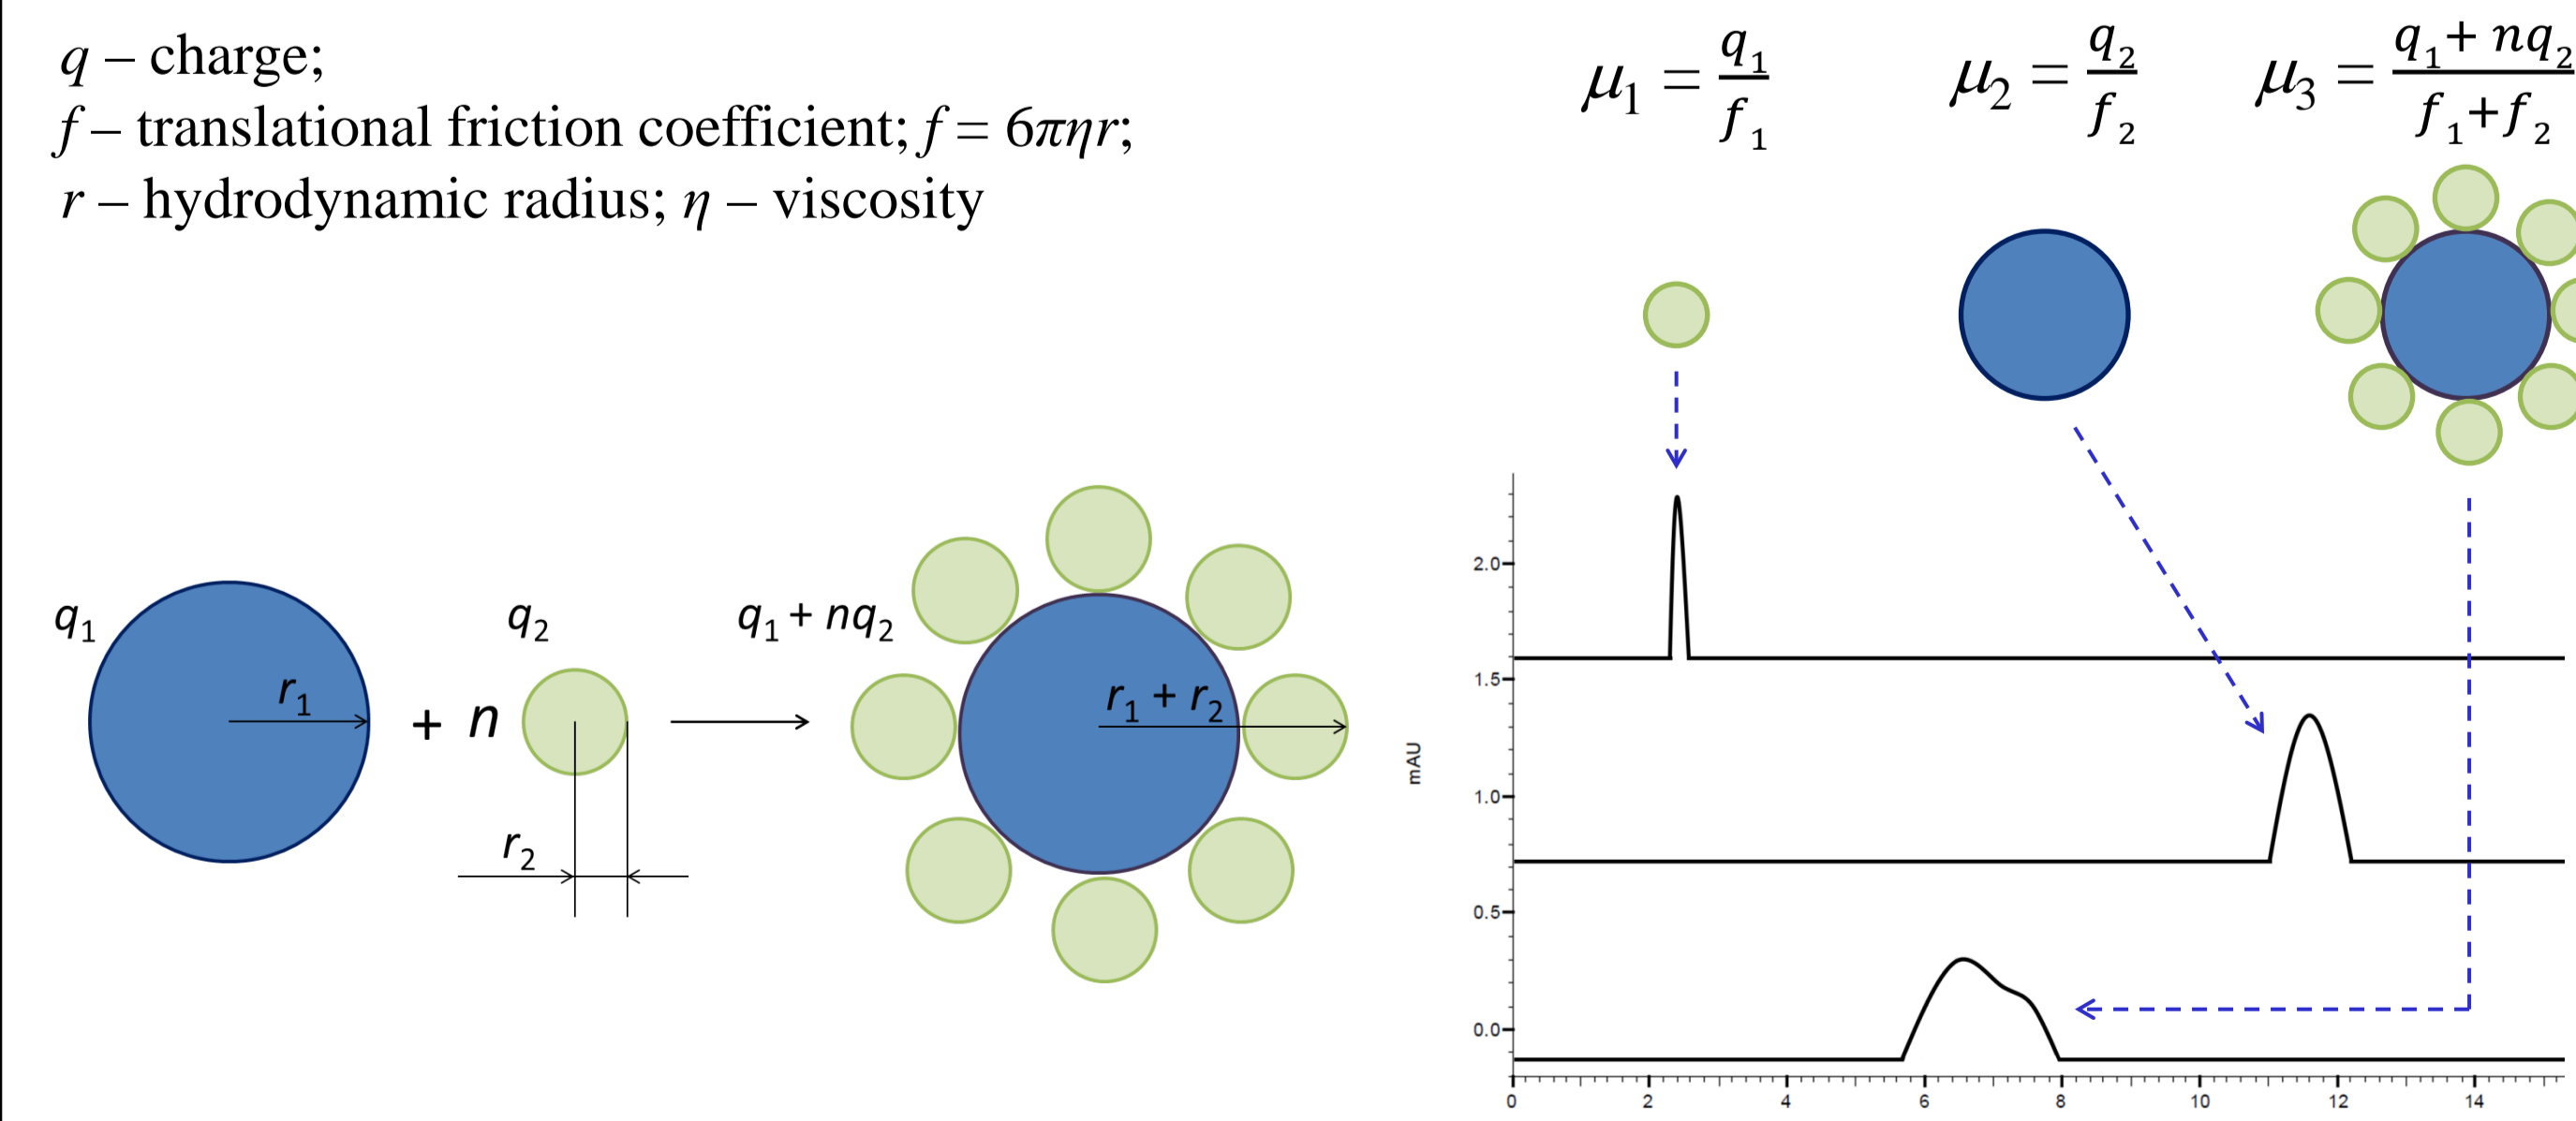 q – charge;
f – translational friction coefficient; f = 6πηr;
r – hydrodynamic radius; η – viscosity
μ₁ = q₁ / f₁
μ₂ = q₂ / f₂
μ₃ = q₁+ nq₂ / f₁+f₂
q₁
r₁
+ n
q₂
r₂
q₁ + nq₂
r₁ + r₂
mAU
2.0
1.5
1.0
0.5
0.0
0 2 4 6 8 10 12 14